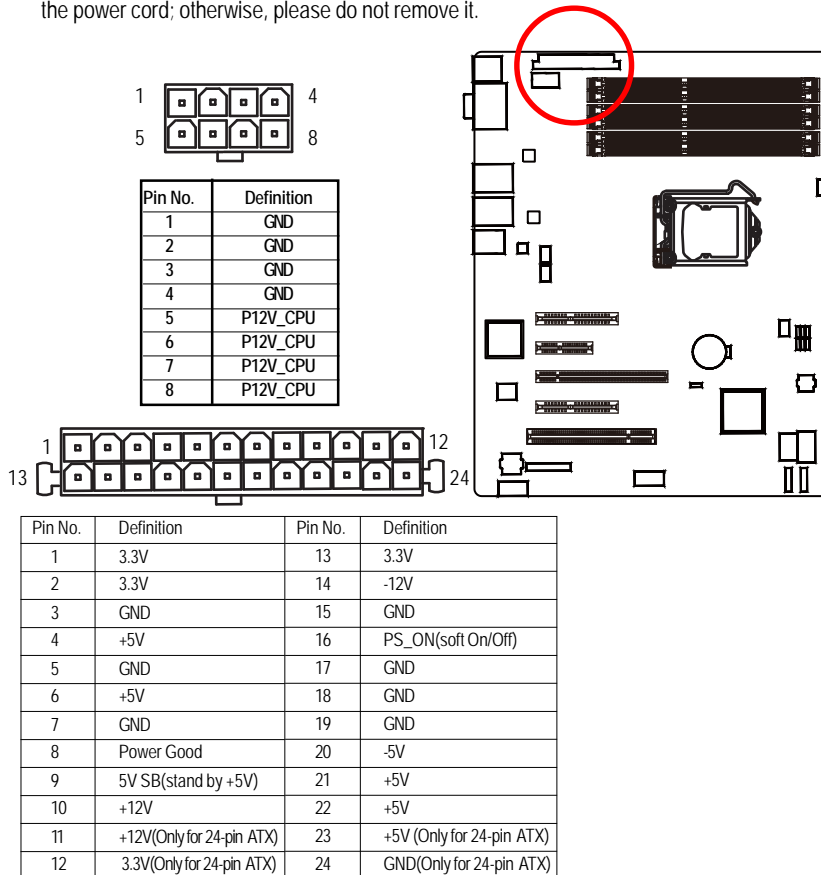 the power cord; otherwise, please do not remove it.
1 4
5 8
Pin No. Definition
1 GND
2 GND
3 GND
4 GND
5 P12V_CPU
6 P12V_CPU
7 P12V_CPU
8 P12V_CPU
1 12
13 24
Pin No. Definition Pin No. Definition
1 3.3V 13 3.3V
2 3.3V 14 -12V
3 GND 15 GND
4 +5V 16 PS_ON(soft On/Off)
5 GND 17 GND
6 +5V 18 GND
7 GND 19 GND
8 Power Good 20 -5V
9 5V SB(stand by +5V) 21 +5V
10 +12V 22 +5V
11 +12V(Only for 24-pin ATX) 23 +5V (Only for 24-pin ATX)
12 3.3V(Only for 24-pin ATX) 24 GND(Only for 24-pin ATX)